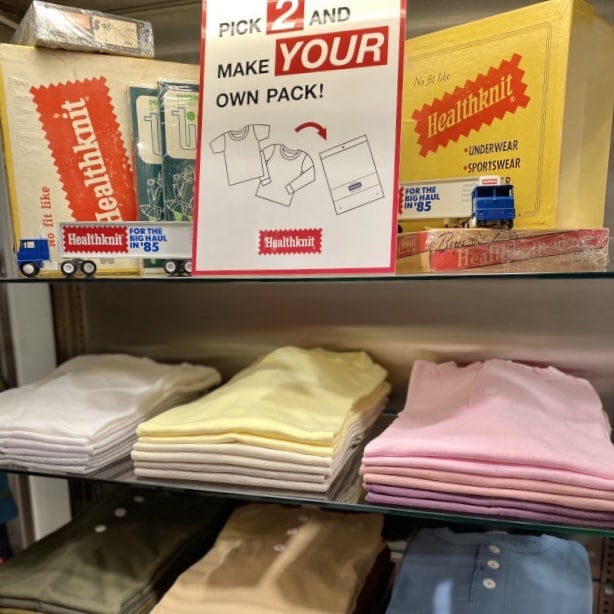 PICK 2 AND
MAKE YOUR
OWN PACK!
Healthknit
No fit like
Healthknit
No fit like
Healthknit
• UNDERWEAR
• SPORTSWEAR
Healthknit
FOR THE
BIG HAUL
IN '85
FOR THE
BIG HAUL
IN '85